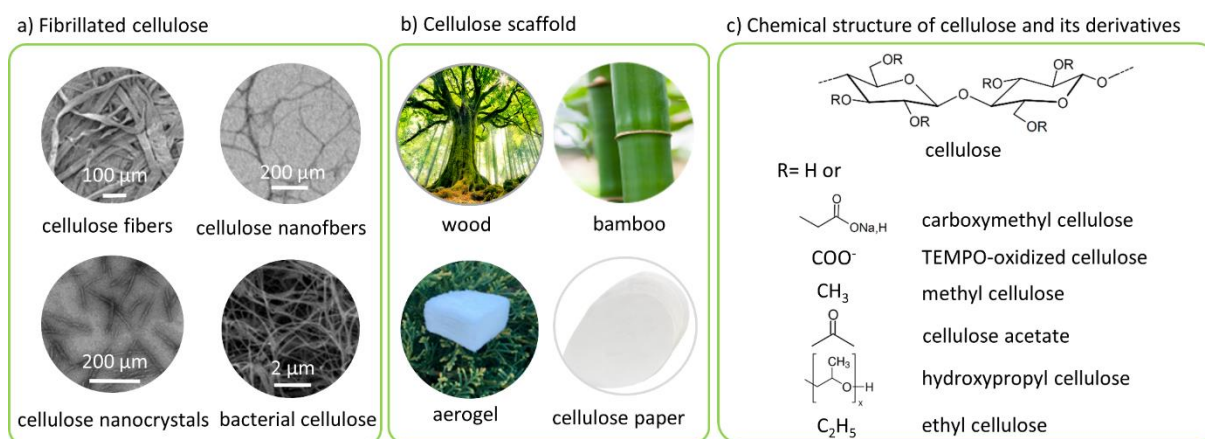 a) Fibrillated cellulose
100 µm
200 µm
cellulose fibers
cellulose nanofbers
200 µm
2 µm
cellulose nanocrystals
bacterial cellulose
b) Cellulose scaffold
wood
bamboo
aerogel
cellulose paper
c) Chemical structure of cellulose and its derivatives
OR
OR
RO
O
O
RO
O
RO
OR
O
OR
cellulose
R= H or
O
ONa,H
carboxymethyl cellulose
COO⁻
TEMPO-oxidized cellulose
CH₃
methyl cellulose
O
cellulose acetate
CH₃
O
H
x
hydroxypropyl cellulose
C₂H₅
ethyl cellulose